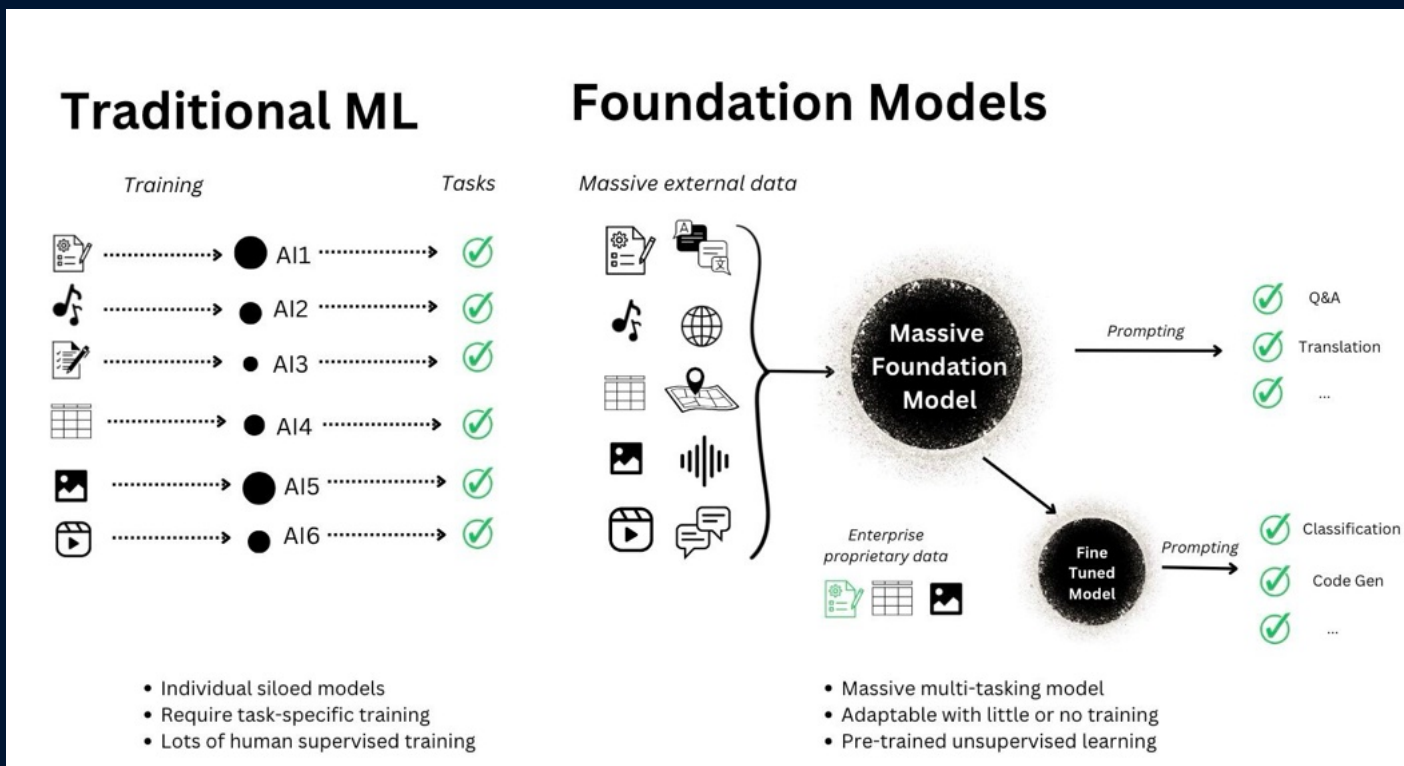 Traditional ML
Training
Tasks
AI1
AI2
AI3
AI4
AI5
AI6
• Individual siloed models
• Require task-specific training
• Lots of human supervised training
Foundation Models
Massive external data
A
文
Massive
Foundation
Model
Prompting
Q&A
Translation
...
Enterprise
proprietary data
Fine
Tuned
Model
Prompting
Classification
Code Gen
...
• Massive multi-tasking model
• Adaptable with little or no training
• Pre-trained unsupervised learning